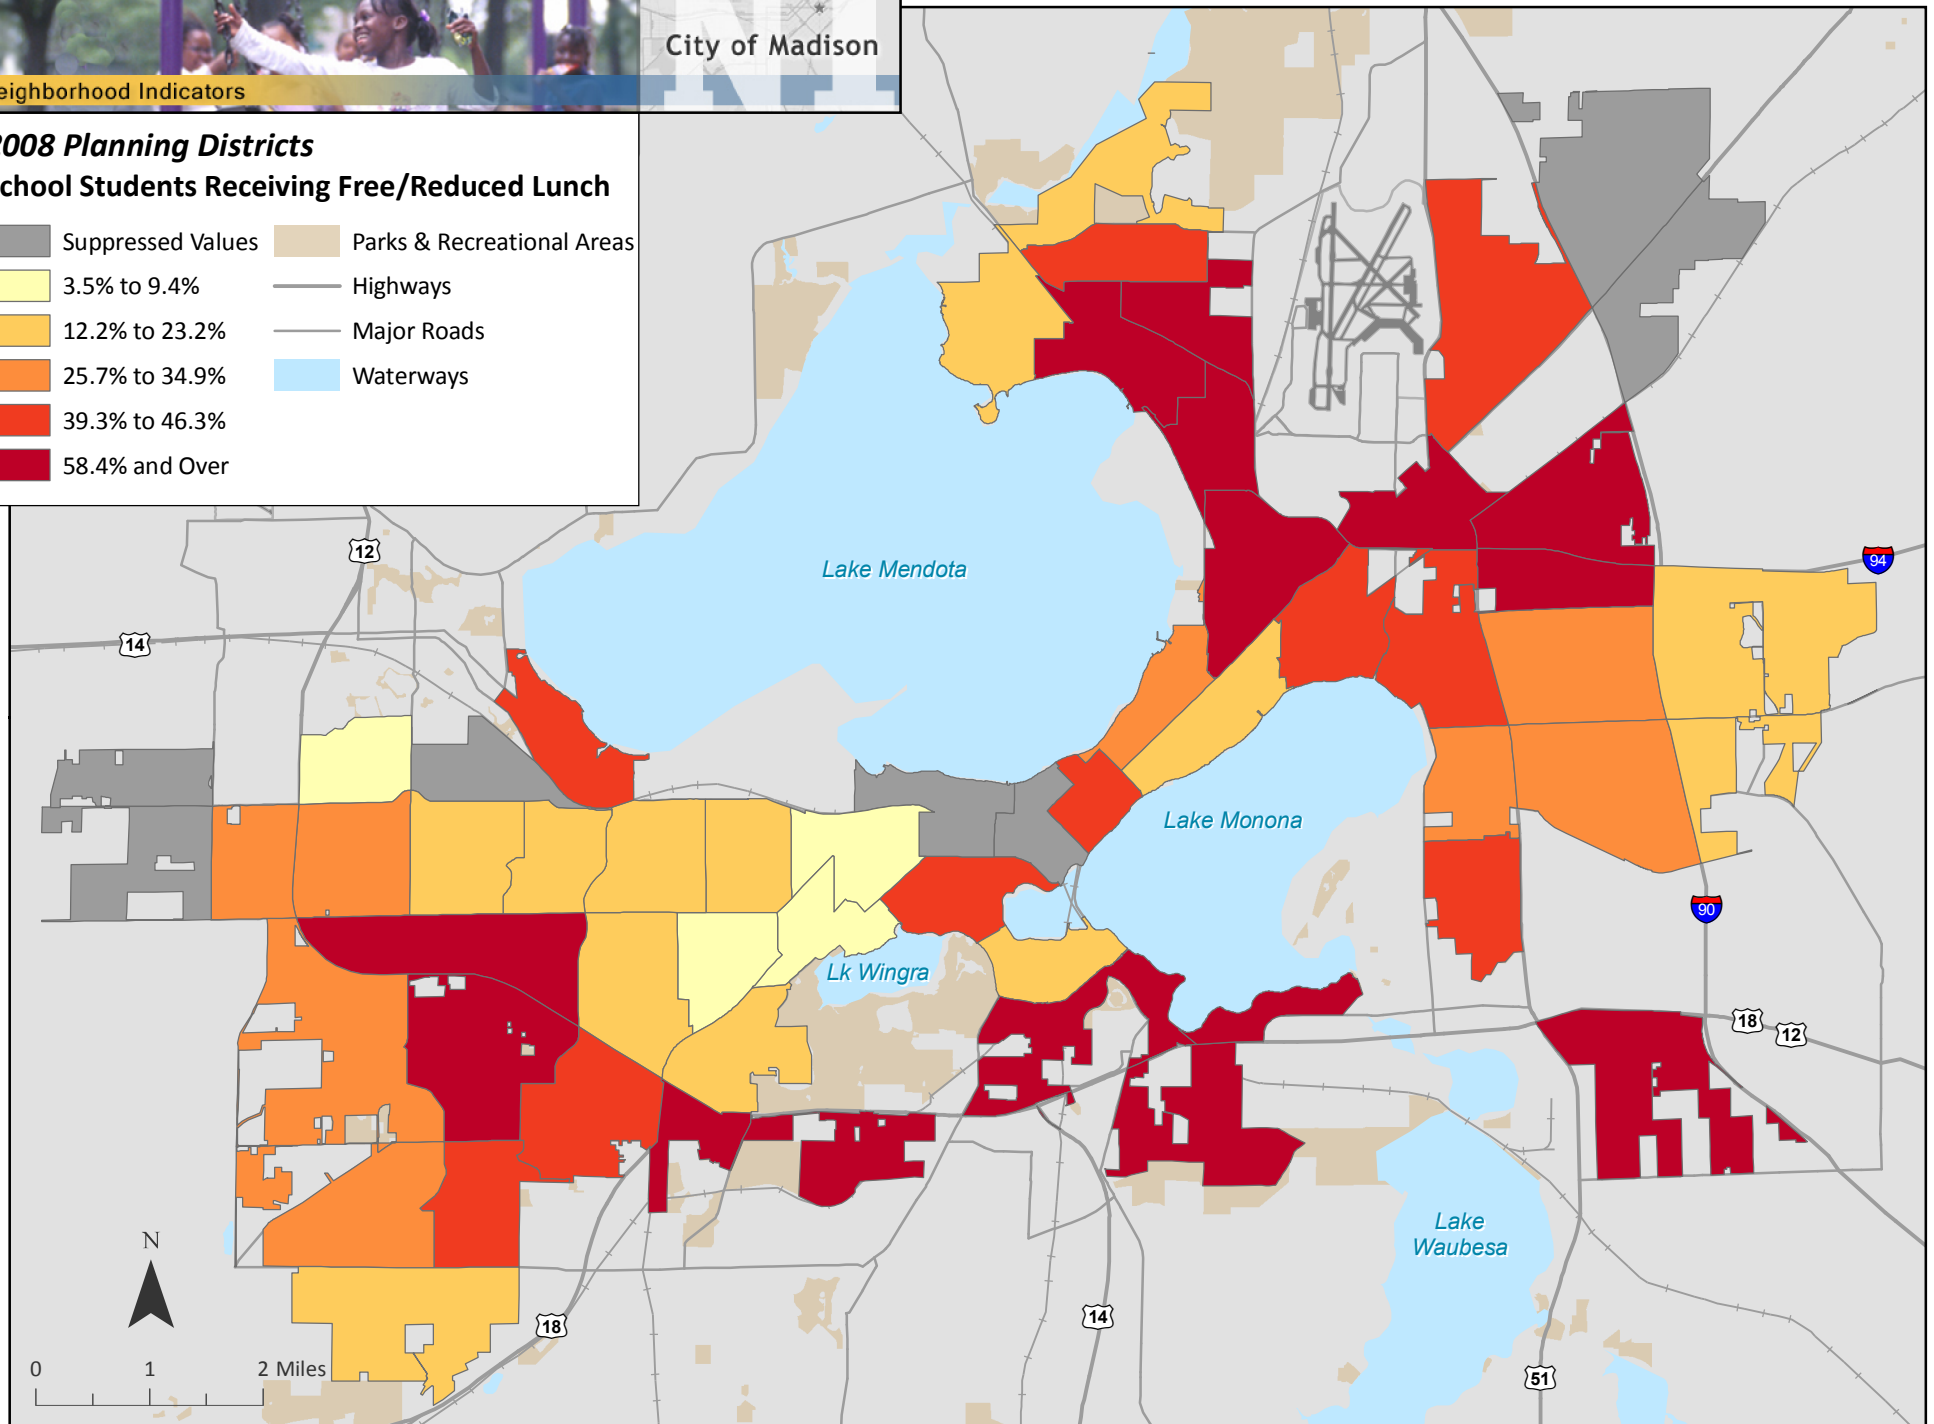 City of Madison
eighborhood Indicators
2008 Planning Districts
chool Students Receiving Free/Reduced Lunch
Suppressed Values
3.5% to 9.4%
12.2% to 23.2%
25.7% to 34.9%
39.3% to 46.3%
58.4% and Over
Parks & Recreational Areas
Highways
Major Roads
Waterways
12
14
Lake Mendota
94
Lake Monona
90
Lk Wingra
18
12
Lake
Waubesa
N
18
14
51
0 1 2 Miles